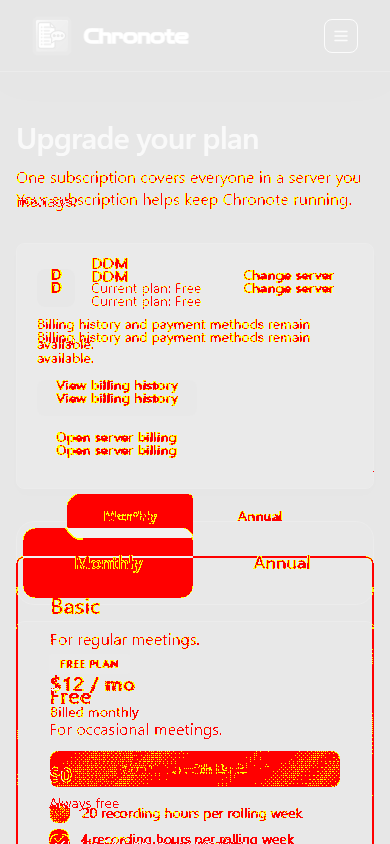 Chronote
Upgrade your plan
One subscription covers everyone in a server you
Your subscription helps keep Chronote running.
D
DOM
D
DOM
Change server
Current plan: Free
Change server
Current plan: Free
Billing history and payment methods remain
Billing history and payment methods remain
available.
available.
View billing history
View billing history
Open server billing
Open server billing
Monthly
Annual
Monthly
Annual
Basic
For regular meetings.
FREE PLAN
$12 / mo
Free
Billed monthly
For occasional meetings.
$0
Always free
20 recording hours per rolling week
4 recording hours per rolling week